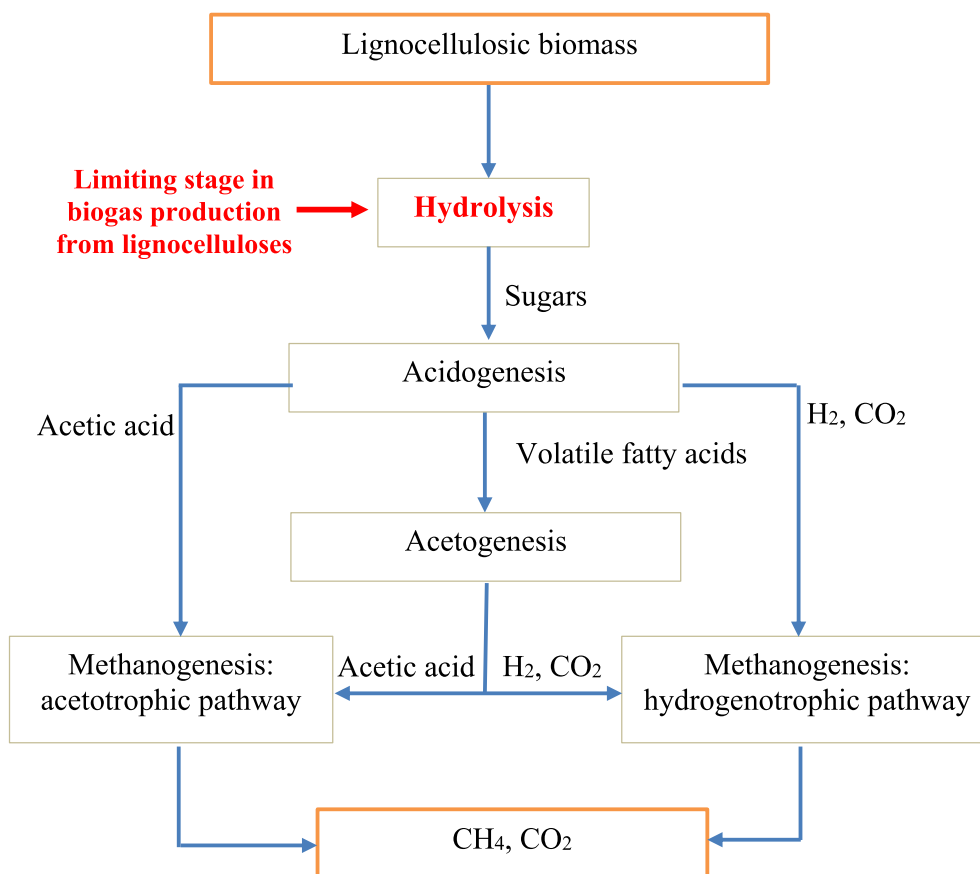 Lignocellulosic biomass
Limiting stage in
biogas production
from lignocelluloses
Hydrolysis
Sugars
Acidogenesis
Acetic acid
H₂, CO₂
Volatile fatty acids
Acetogenesis
Methanogenesis:
acetotrophic pathway
Acetic acid
H₂, CO₂
Methanogenesis:
hydrogenotrophic pathway
CH₄, CO₂